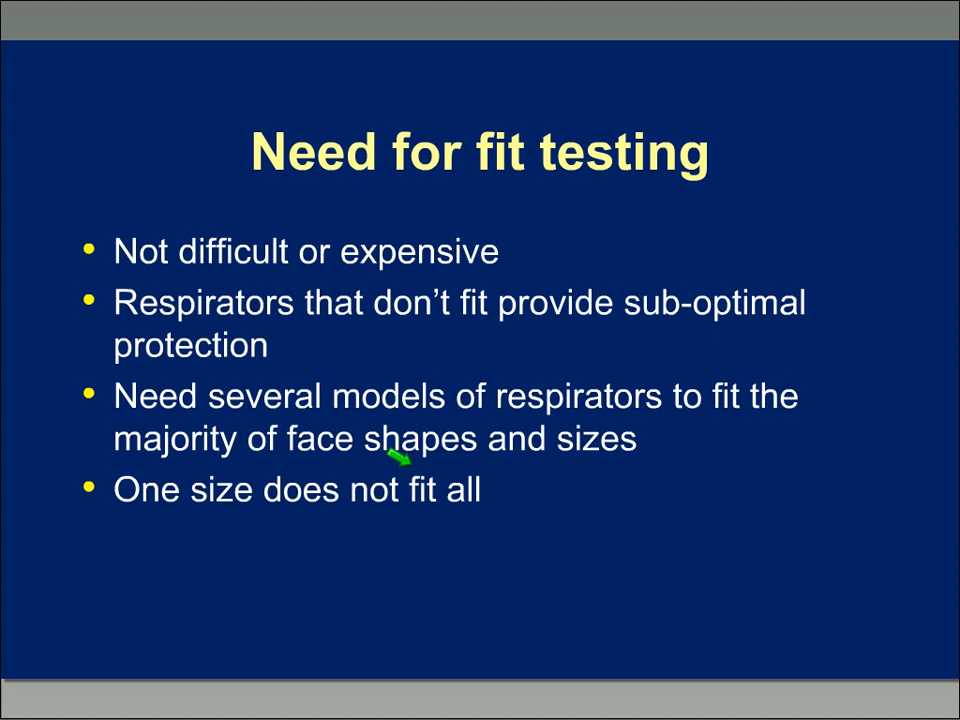 Need for fit testing
• Not difficult or expensive
• Respirators that don’t fit provide sub-optimal
protection
• Need several models of respirators to fit the
majority of face shapes and sizes
• One size does not fit all